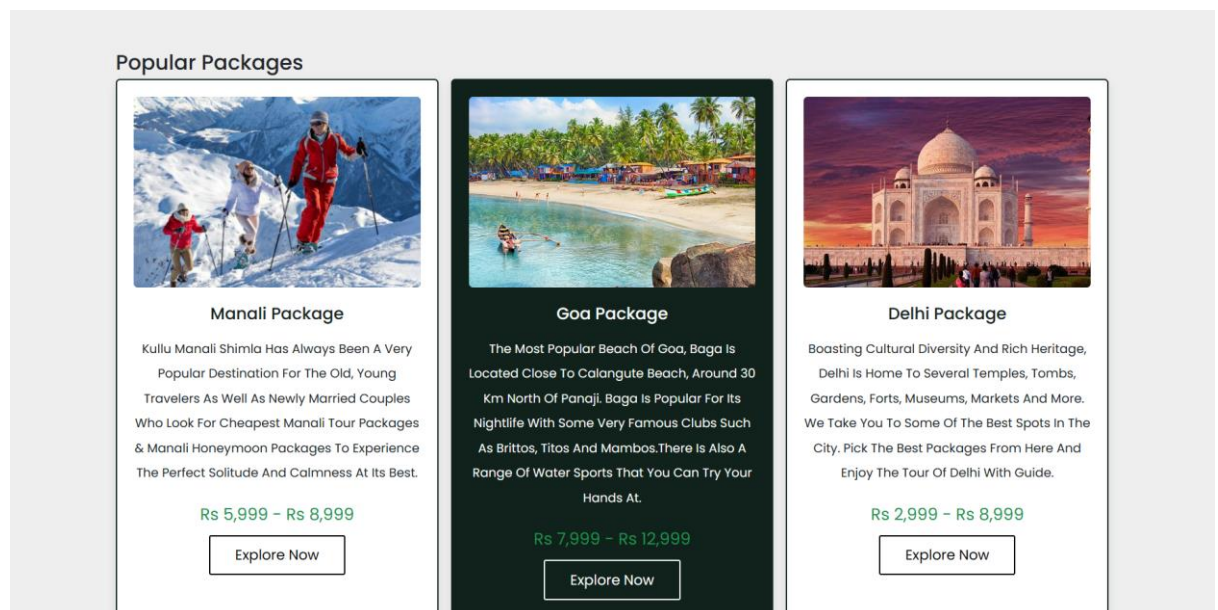 Popular Packages
Manali Package
Kullu Manali Shimla Has Always Been A Very
Popular Destination For The Old, Young
Travelers As Well As Newly Married Couples
Who Look For Cheapest Manali Tour Packages
& Manali Honeymoon Packages To Experience
The Perfect Solitude And Calmness At Its Best.
Rs 5,999 - Rs 8,999
Explore Now
Goa Package
The Most Popular Beach Of Goa, Baga Is
Located Close To Calangute Beach, Around 30
Km North Of Panaji. Baga Is Popular For Its
Nightlife With Some Very Famous Clubs Such
As Brittos, Titos And Mambos.There Is Also A
Range Of Water Sports That You Can Try Your
Hands At.
Rs 7,999 - Rs 12,999
Explore Now
Delhi Package
Boasting Cultural Diversity And Rich Heritage,
Delhi Is Home To Several Temples, Tombs,
Gardens, Forts, Museums, Markets And More.
We Take You To Some Of The Best Spots In The
City. Pick The Best Packages From Here And
Enjoy The Tour Of Delhi With Guide.
Rs 2,999 - Rs 8,999
Explore Now